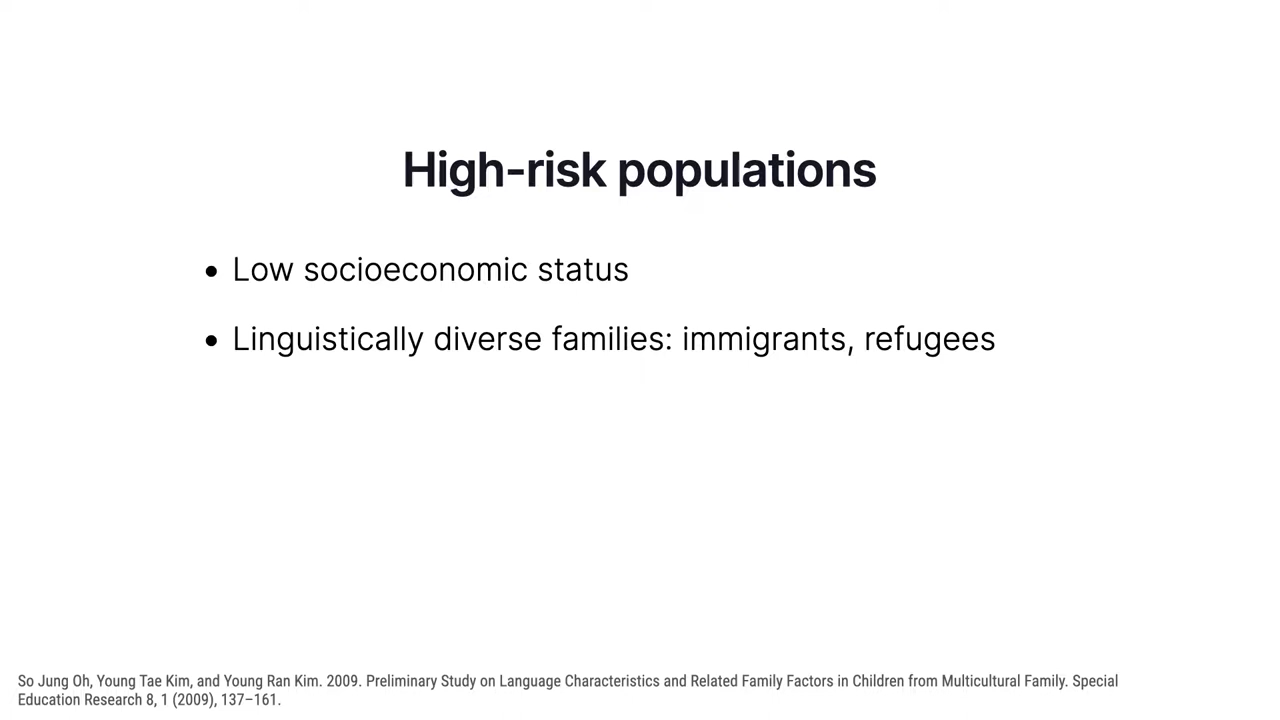 High-risk populations
• Low socioeconomic status
• Linguistically diverse families: immigrants, refugees
So Jung Oh, Young Tae Kim, and Young Ran Kim. 2009. Preliminary Study on Language Characteristics and Related Family Factors in Children from Multicultural Family. Special
Education Research 8, 1 (2009), 137–161.